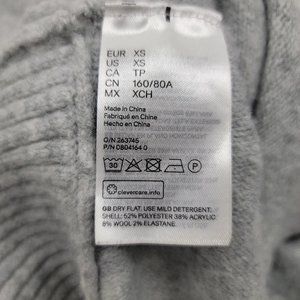 EUR XS
US XS
CA TP
CN 160/80A
MX XCH
Made in China
Fabriqué en Chine
Hecho en China
O/N 263745
P/N 0804164 0
30
P
clevercare.info
GB DRY FLAT. USE MILD DETERGENT.
SHELL: 52% POLYESTER 38% ACRYLIC
8% WOOL 2% ELASTANE.